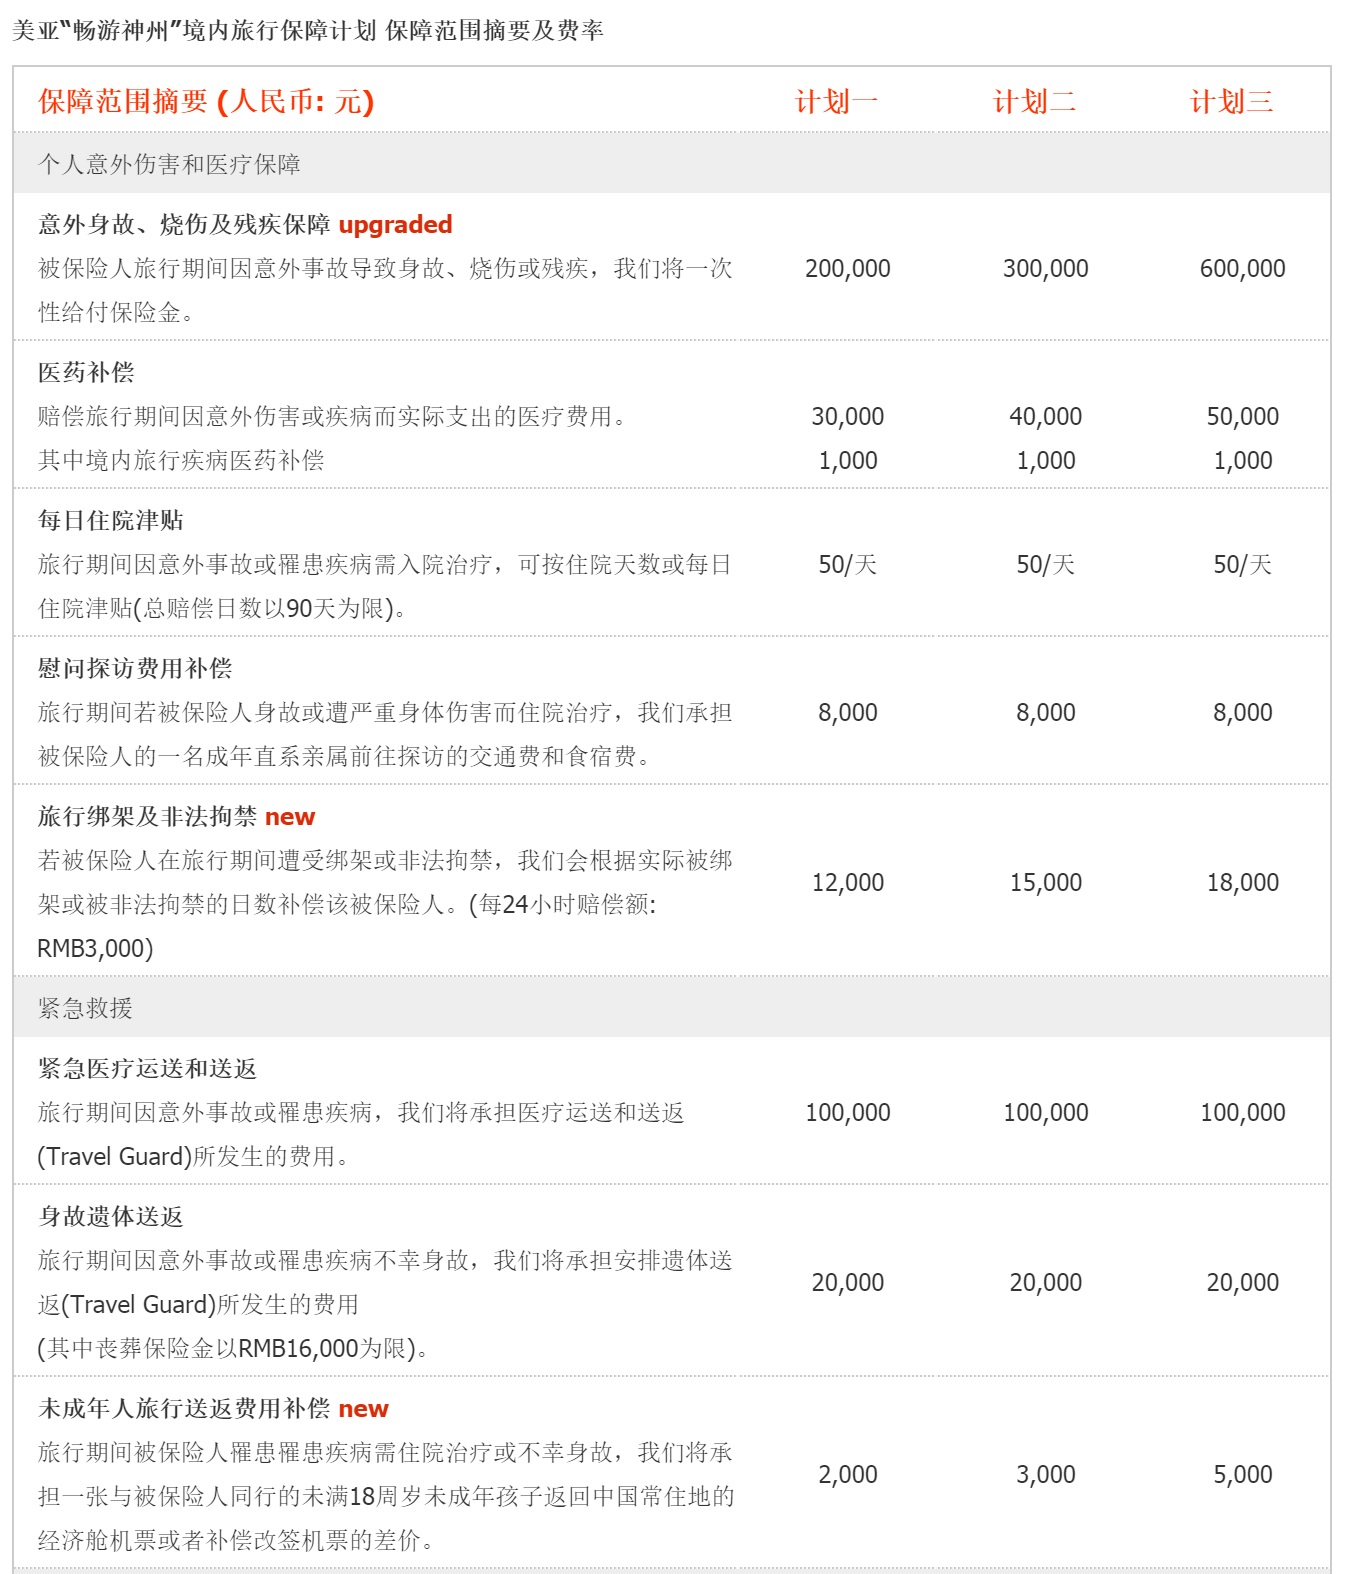 美亚“畅游神州”境内旅行保障计划 保障范围摘要及费率
保障范围摘要 (人民币: 元) 计划一 计划二 计划三
个人意外伤害和医疗保障
意外身故、烧伤及残疾保障 upgraded
被保险人旅行期间因意外事故导致身故、烧伤或残疾，我们将一次 200,000 300,000 600,000
性给付保险金。
医药补偿
赔偿旅行期间因意外伤害或疾病而实际支出的医疗费用。 30,000 40,000 50,000
其中境内旅行疾病医药补偿 1,000 1,000 1,000
每日住院津贴
旅行期间因意外事故或罹患疾病需入院治疗，可按住院天数或每日 50/天 50/天 50/天
住院津贴(总赔偿日数以90天为限)。
慰问探访费用补偿
旅行期间若被保险人身故或遭严重身体伤害而住院治疗，我们承担 8,000 8,000 8,000
被保险人的一名成年直系亲属前往探访的交通费和食宿费。
旅行绑架及非法拘禁 new
若被保险人在旅行期间遭受绑架或非法拘禁，我们会根据实际被绑
架或被非法拘禁的日数补偿该被保险人。(每24小时赔偿额: 12,000 15,000 18,000
RMB3,000)
紧急救援
紧急医疗运送和送返
旅行期间因意外事故或罹患疾病，我们将承担医疗运送和送返 100,000 100,000 100,000
(Travel Guard)所发生的费用。
身故遗体送返
旅行期间因意外事故或罹患疾病不幸身故，我们将承担安排遗体送
返(Travel Guard)所发生的费用 20,000 20,000 20,000
(其中丧葬保险金以RMB16,000为限)。
未成年人旅行送返费用补偿 new
旅行期间被保险人罹患罹患疾病需住院治疗或不幸身故，我们将承
担一张与被保险人同行的未满18周岁未成年孩子返回中国常住地的 2,000 3,000 5,000
经济舱机票或者补偿改签机票的差价。